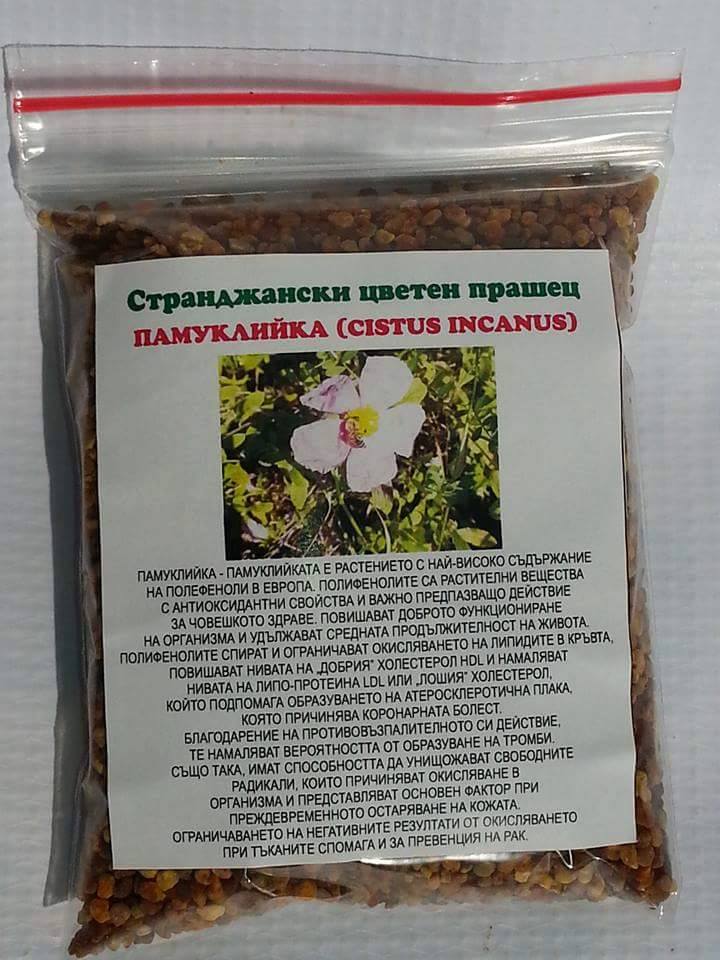 Странджански цветен прашец
ПАМУКЛИЙКА (CISTUS INCANUS)
ПАМУКЛИЙКА - ПАМУКЛИЙКАТА Е РАСТЕНИЕТО С НАЙ-ВИСОКО СЪДЪРЖАНИЕ
НА ПОЛЕФЕНОЛИ В ЕВРОПА. ПОЛИФЕНОЛИТЕ СА РАСТИТЕЛНИ ВЕЩЕСТВА
С АНТИОКСИДАНТНИ СВОЙСТВА И ВАЖНО ПРЕДПАЗВАЩО ДЕЙСТВИЕ
ЗА ЧОВЕШКОТО ЗДРАВЕ. ПОВИШАВАТ ДОБРОТО ФУНКЦИОНИРАНЕ
НА ОРГАНИЗМА И УДЪЛЖАВАТ СРЕДНАТА ПРОДЪЛЖИТЕЛНОСТ НА ЖИВОТА.
ПОЛИФЕНОЛИТЕ СПИРАТ И ОГРАНИЧАВАТ ОКИСЛЯВАНЕТО НА ЛИПИДИТЕ В КРЪВТА,
ПОВИШАВАТ НИВАТА НА „ДОБРИЯ" ХОЛЕСТЕРОЛ HDL И НАМАЛЯВАТ
НИВАТА НА ЛИПО-ПРОТЕИНА LDL ИЛИ „ЛОШИЯ" ХОЛЕСТЕРОЛ,
КОЙТО ПОДПОМАГА ОБРАЗУВАНЕТО НА АТЕРОСКЛЕРОТИЧНА ПЛАКА,
КОЯТО ПРИЧИНЯВА КОРОНАРНАТА БОЛЕСТ.
БЛАГОДАРЕНИЕ НА ПРОТИВОВЪЗПАЛИТЕЛНОТО СИ ДЕЙСТВИЕ,
ТЕ НАМАЛЯВАТ ВЕРОЯТНОСТТА ОТ ОБРАЗУВАНЕ НА ТРОМБИ.
СЪЩО ТАКА, ИМАТ СПОСОБНОСТТА ДА УНИЩОЖАВАТ СВОБОДНИТЕ
РАДИКАЛИ, КОИТО ПРИЧИНЯВАТ ОКИСЛЯВАНЕ В
ОРГАНИЗМА И ПРЕДСТАВЛЯВАТ ОСНОВЕН ФАКТОР ПРИ
ПРЕЖДЕВРЕМЕННОТО ОСТАРЯВАНЕ НА КОЖАТА.
ОГРАНИЧАВАНЕТО НА НЕГАТИВНИТЕ РЕЗУЛТАТИ ОТ ОКИСЛЯВАНЕТО
ПРИ ТЪКАНИТЕ СПОМАГА И ЗА ПРЕВЕНЦИЯ НА РАК.